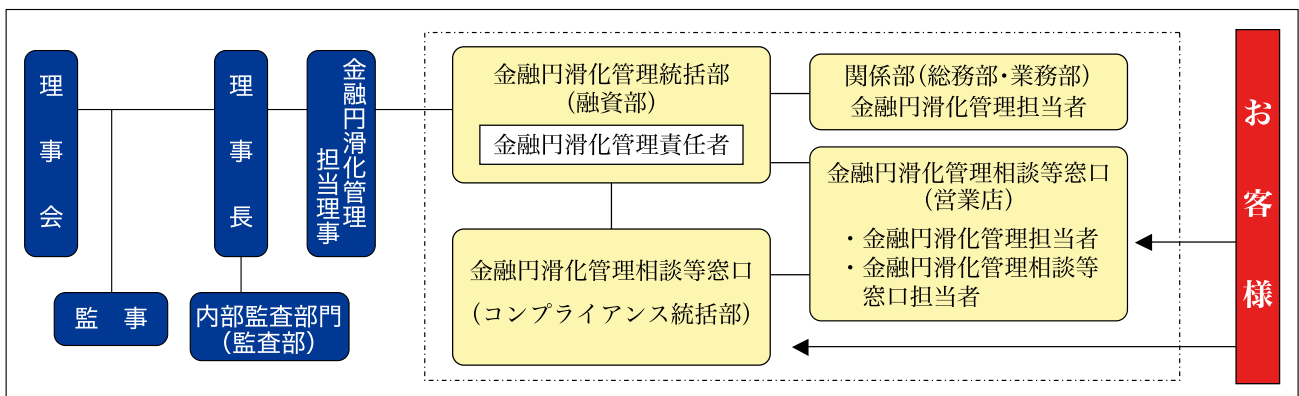 理事会
監 事
理事長
内部監査部門
（監査部）
金融円滑化管理
担当理事
金融円滑化管理統括部
（融資部）
金融円滑化管理責任者
金融円滑化管理相談等窓口
（コンプライアンス統括部）
関係部（総務部・業務部）
金融円滑化管理担当者
金融円滑化管理相談等窓口
（営業店）
・金融円滑化管理担当者
・金融円滑化管理相談等
窓口担当者
お客様